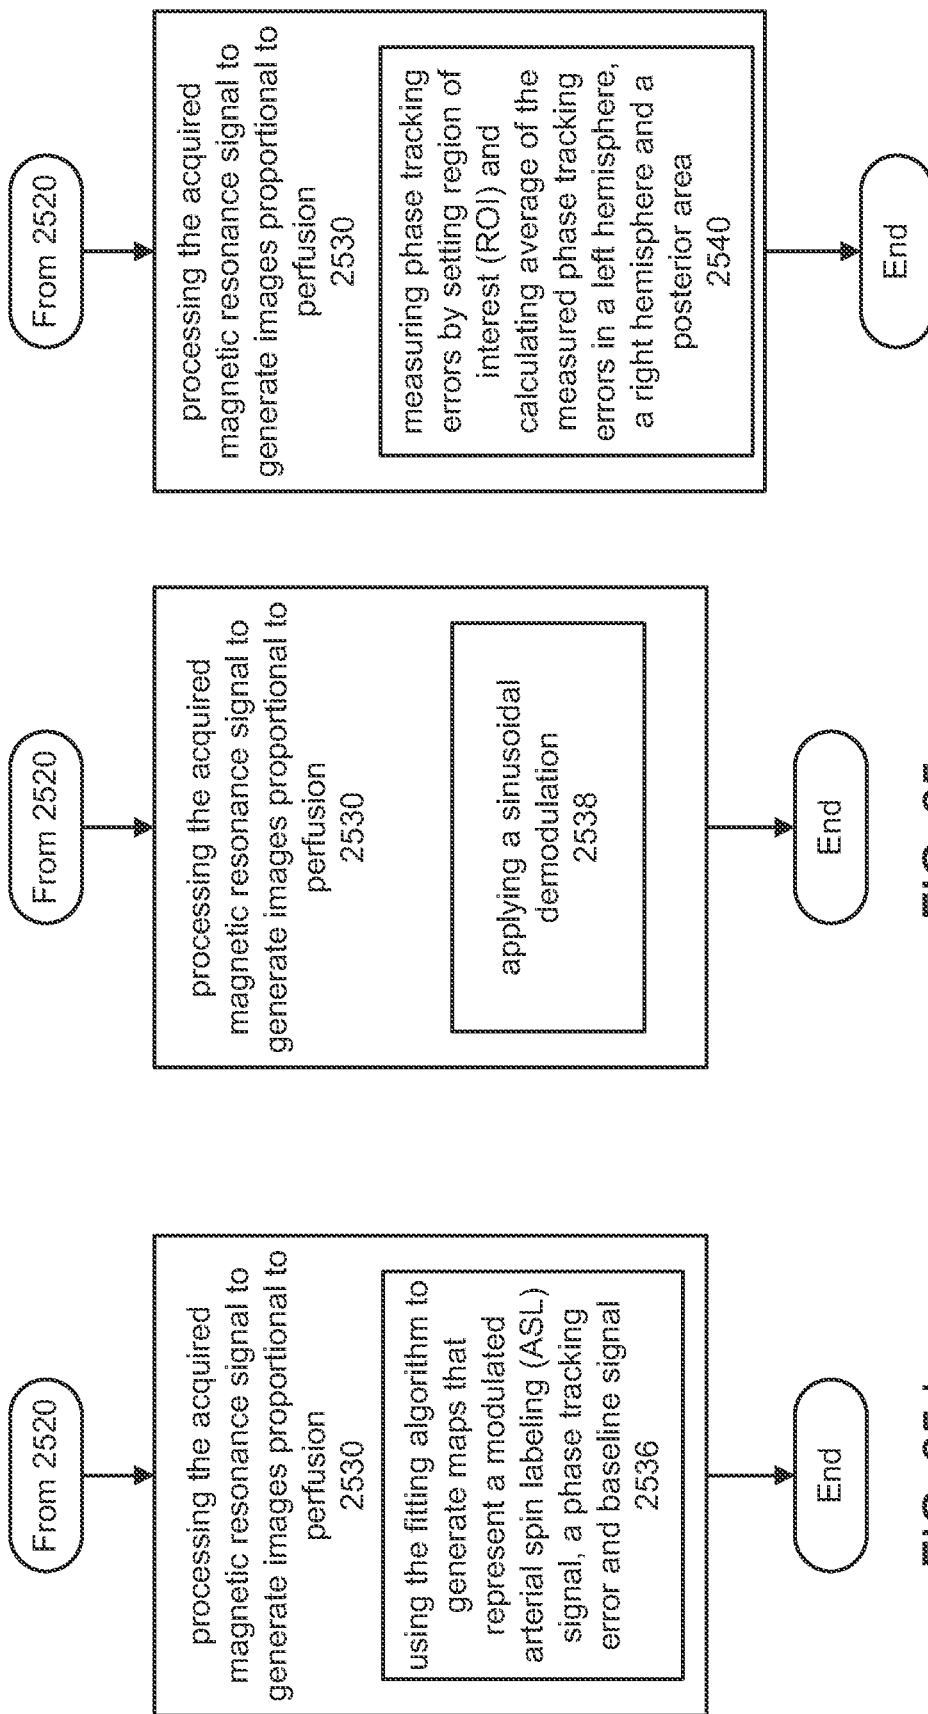 From 2520
processing the acquired
magnetic resonance signal to
generate images proportional to
perfusion
2530
using the fitting algorithm to
generate maps that
represent a modulated
arterial spin labeling (ASL)
signal, a phase tracking
error and baseline signal
2536
End
From 2520
processing the acquired
magnetic resonance signal to
generate images proportional to
perfusion
2530
applying a sinusoidal
demodulation
2538
End
From 2520
processing the acquired
magnetic resonance signal to
generate images proportional to
perfusion
2530
measuring phase tracking
errors by setting region of
interest (ROI) and
calculating average of the
measured phase tracking
errors in a left hemisphere,
a right hemisphere and a
posterior area
2540
End